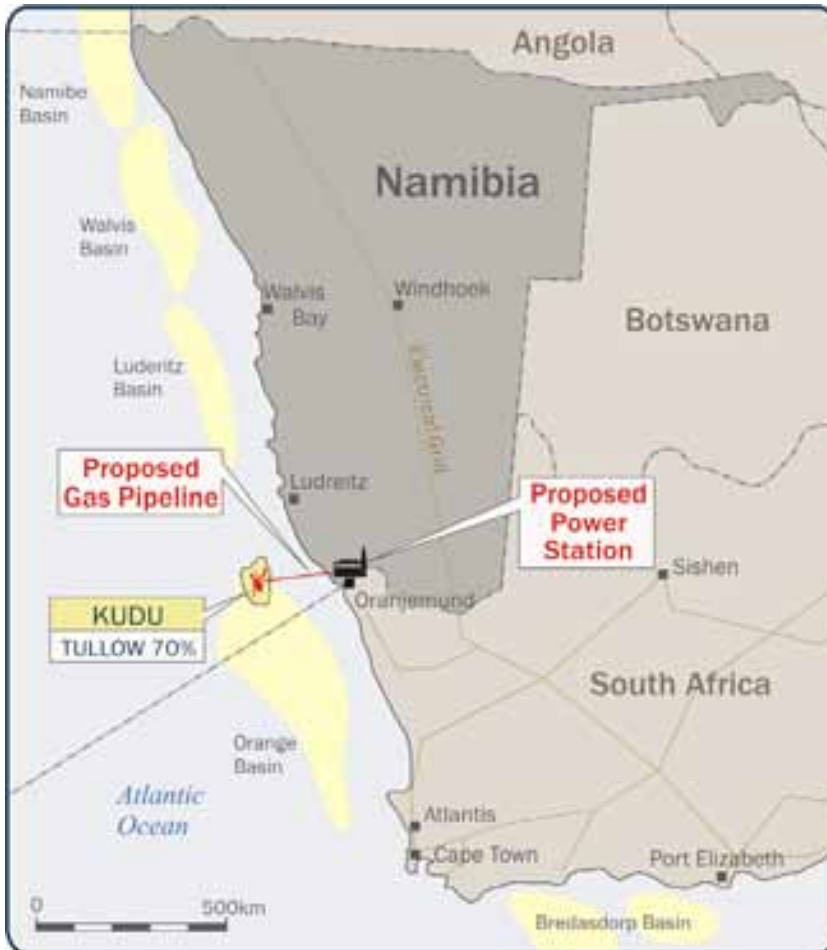 Angola
Namibe
Basin
Namibia
Walvis
Basin
Walvis
Bay
Windhoek
Botswana
Luderitz
Basin
Electrical Grid
Proposed
Gas Pipeline
Ludreitz
Proposed
Power
Station
Sishen
Oranjemund
KUDU
TULLOW 70%
South Africa
Orange
Basin
Atlantic
Ocean
Atlantis
Cape Town
Port Elizabeth
0 500km
Bredasdorp Basin